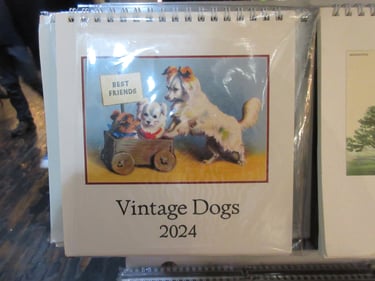 BEST
FRIENDS
Vintage Dogs
2024